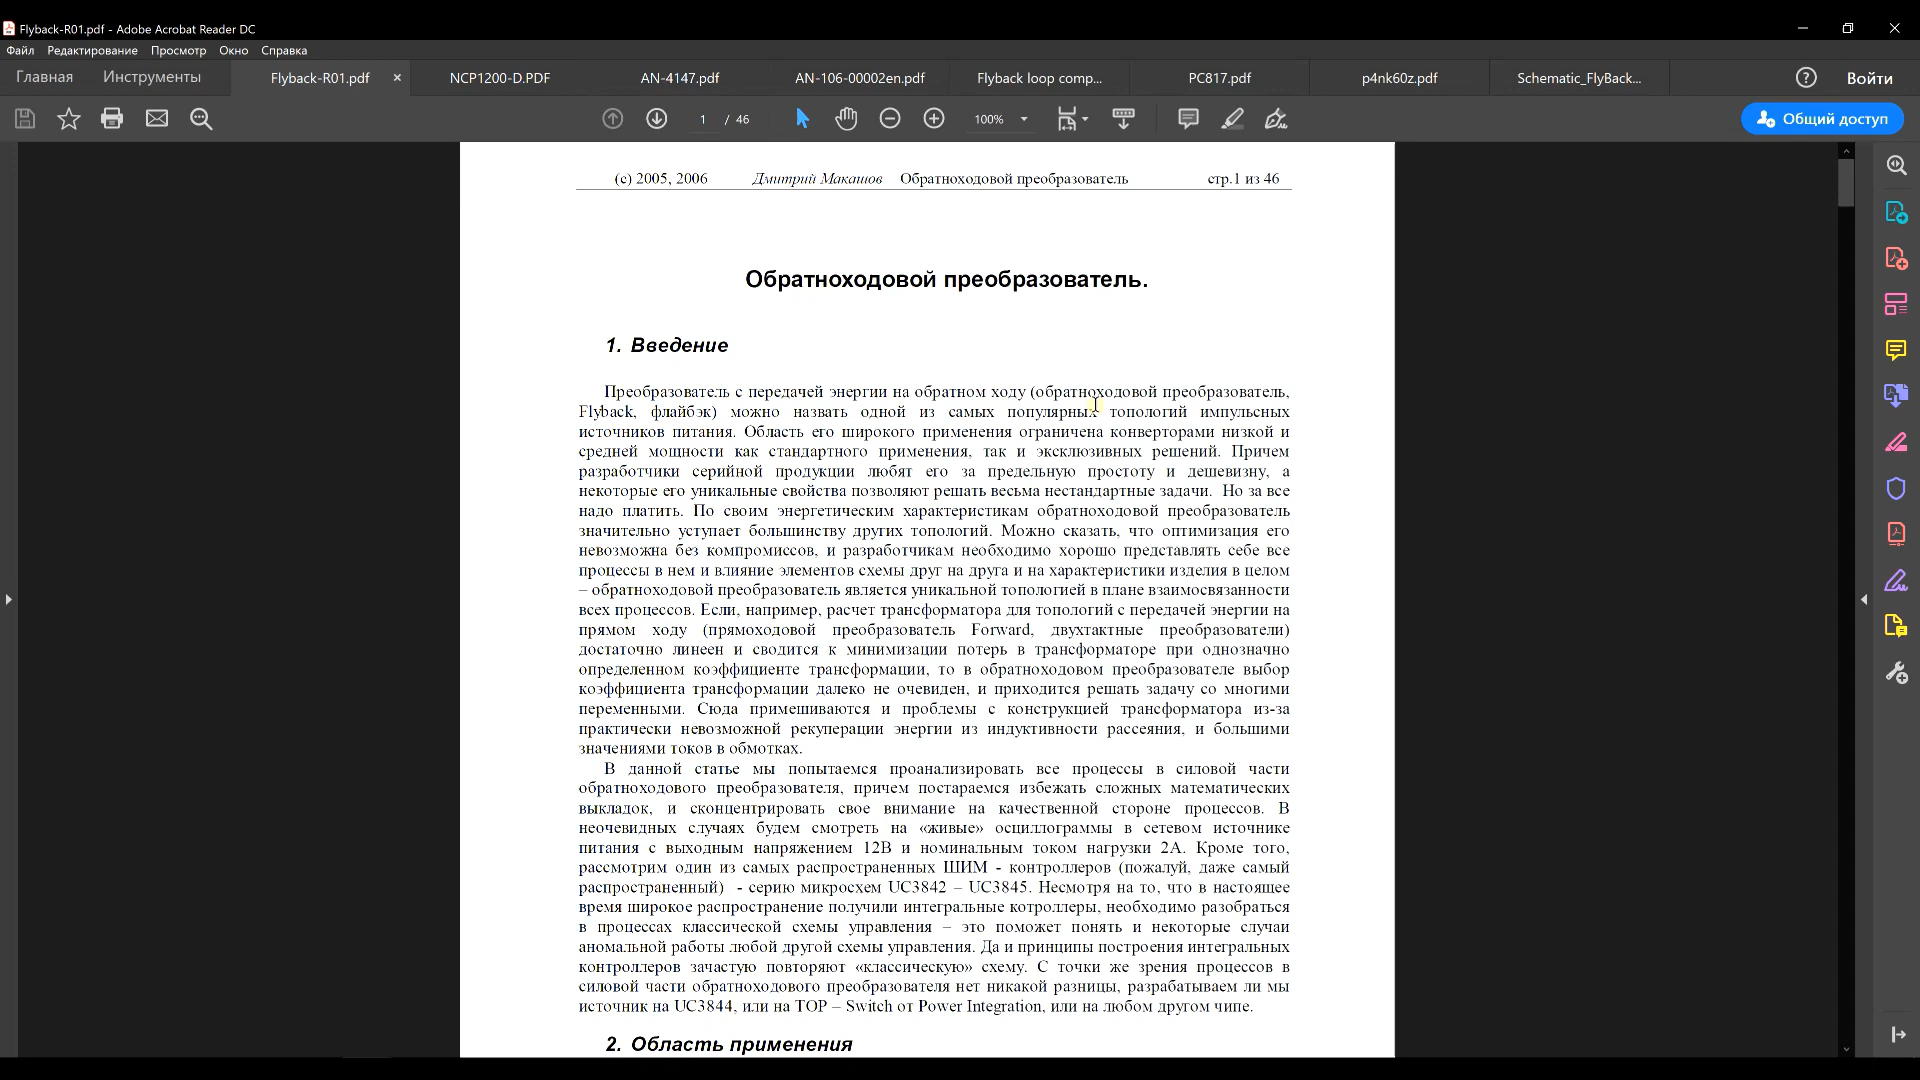 Flyback-R01.pdf - Adobe Acrobat Reader DC
Файл Редактирование Просмотр Окно Справка
Главная Инструменты Flyback-R01.pdf × NCP1200-D.PDF AN-4147.pdf AN-106-00002en.pdf Flyback loop comp... PC817.pdf p4nk60z.pdf Schematic_FlyBack... Войти
1 / 46 100% Общий доступ
(с) 2005, 2006 Дмитрий Макашов Обратноходовой преобразователь стр.1 из 46
Обратноходовой преобразователь.
1. Введение
Преобразователь с передачей энергии на обратном ходу (обратноходовой преобразователь,
Flyback, флайбэк) можно назвать одной из самых популярных топологий импульсных
источников питания. Область его широкого применения ограничена конверторами низкой и
средней мощности как стандартного применения, так и эксклюзивных решений. Причем
разработчики серийной продукции любят его за предельную простоту и дешевизну, а
некоторые его уникальные свойства позволяют решать весьма нестандартные задачи. Но за все
надо платить. По своим энергетическим характеристикам обратноходовой преобразователь
значительно уступает большинству других топологий. Можно сказать, что оптимизация его
невозможна без компромиссов, и разработчикам необходимо хорошо представлять себе все
процессы в нем и влияние элементов схемы друг на друга и на характеристики изделия в целом
– обратноходовой преобразователь является уникальной топологией в плане взаимосвязанности
всех процессов. Если, например, расчет трансформатора для топологий с передачей энергии на
прямом ходу (прямоходовой преобразователь Forward, двухтактные преобразователи)
достаточно линеен и сводится к минимизации потерь в трансформаторе при однозначно
определенном коэффициенте трансформации, то в обратноходовом преобразователе выбор
коэффициента трансформации далеко не очевиден, и приходится решать задачу со многими
переменными. Сюда примешиваются и проблемы с конструкцией трансформатора из-за
практически невозможной рекуперации энергии из индуктивности рассеяния, и большими
значениями токов в обмотках.
В данной статье мы попытаемся проанализировать все процессы в силовой части
обратноходового преобразователя, причем постараемся избежать сложных математических
выкладок, и сконцентрировать свое внимание на качественной стороне процессов. В
неочевидных случаях будем смотреть на «живые» осциллограммы в сетевом источнике
питания с выходным напряжением 12В и номинальным током нагрузки 2А. Кроме того,
рассмотрим один из самых распространенных ШИМ - контроллеров (пожалуй, даже самый
распространенный) - серию микросхем UC3842 – UC3845. Несмотря на то, что в настоящее
время широкое распространение получили интегральные котроллеры, необходимо разобраться
в процессах классической схемы управления – это поможет понять и некоторые случаи
аномальной работы любой другой схемы управления. Да и принципы построения интегральных
контроллеров зачастую повторяют «классическую» схему. С точки же зрения процессов в
силовой части обратноходового преобразователя нет никакой разницы, разрабатываем ли мы
источник на UC3844, или на TOP – Switch от Power Integration, или на любом другом чипе.
2. Область применения